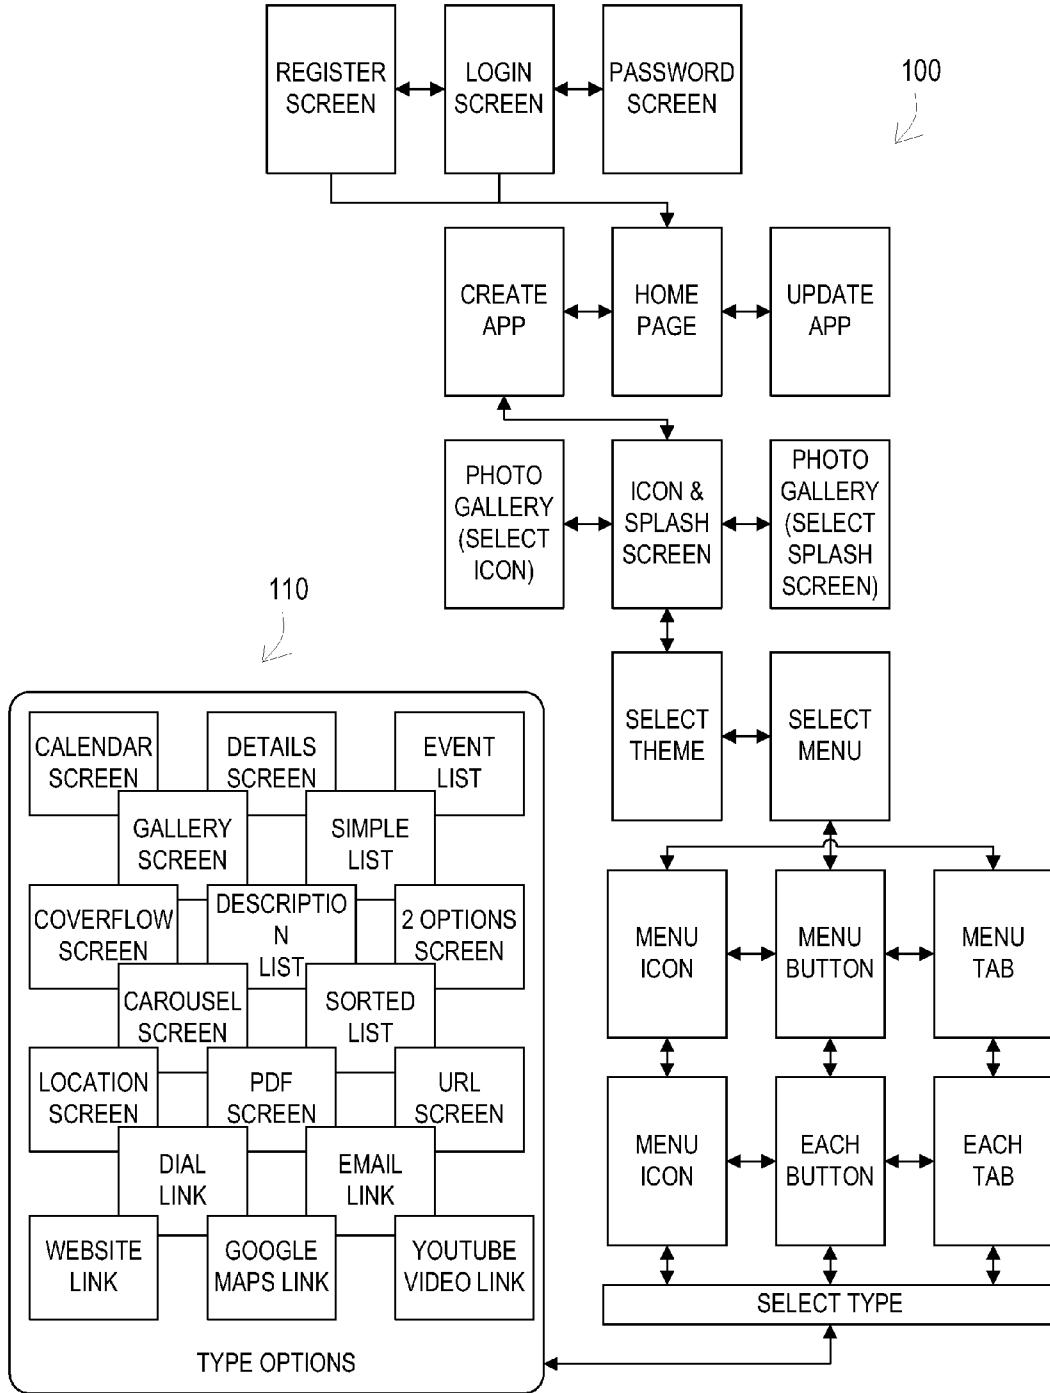 REGISTER
SCREEN
LOGIN
SCREEN
PASSWORD
SCREEN
100
CREATE
APP
HOME
PAGE
UPDATE
APP
PHOTO
GALLERY
(SELECT
ICON)
ICON &
SPLASH
SCREEN
PHOTO
GALLERY
(SELECT
SPLASH
SCREEN)
110
SELECT
THEME
SELECT
MENU
CALENDAR
SCREEN
DETAILS
SCREEN
EVENT
LIST
GALLERY
SCREEN
SIMPLE
LIST
COVERFLOW
SCREEN
DESCRIPTIO
N
LIST
2 OPTIONS
SCREEN
CAROUSEL
SCREEN
SORTED
LIST
LOCATION
SCREEN
PDF
SCREEN
URL
SCREEN
DIAL
LINK
EMAIL
LINK
WEBSITE
LINK
GOOGLE
MAPS LINK
YOUTUBE
VIDEO LINK
TYPE OPTIONS
MENU
ICON
MENU
BUTTON
MENU
TAB
MENU
ICON
EACH
BUTTON
EACH
TAB
SELECT TYPE